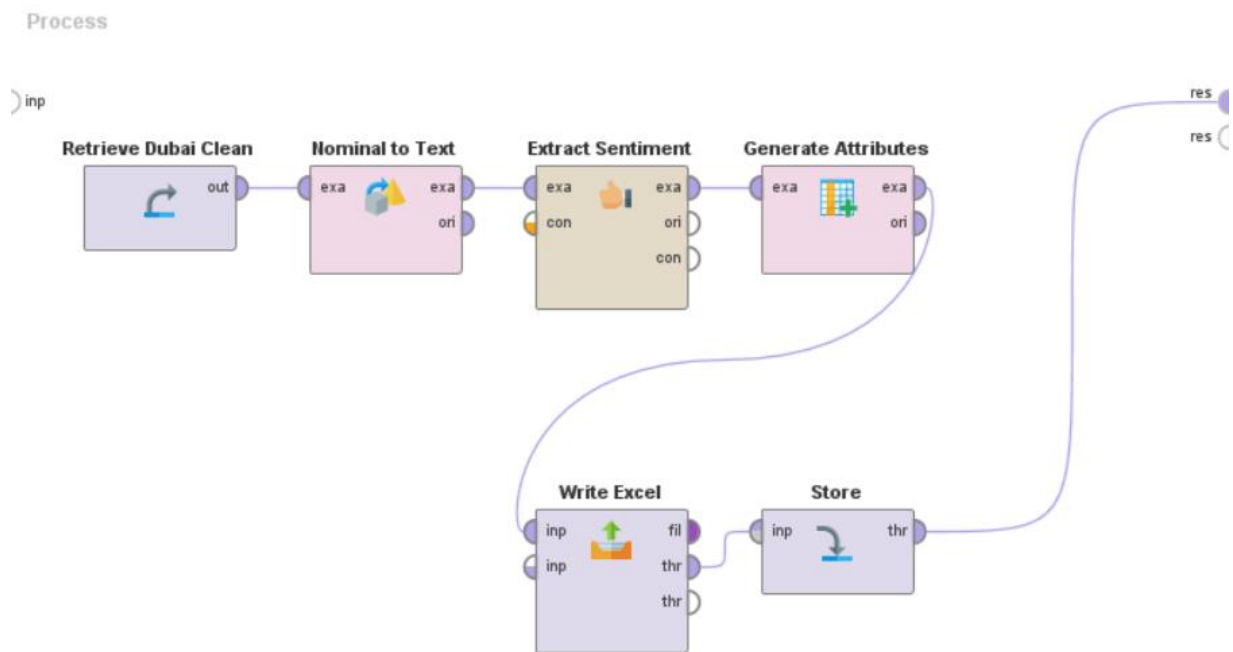 Process
inp
res
res
Retrieve Dubai Clean
Nominal to Text
Extract Sentiment
Generate Attributes
out
exa
exa
ori
exa
con
exa
ori
con
exa
exa
ori
Write Excel
Store
inp
inp
fil
thr
thr
inp
thr